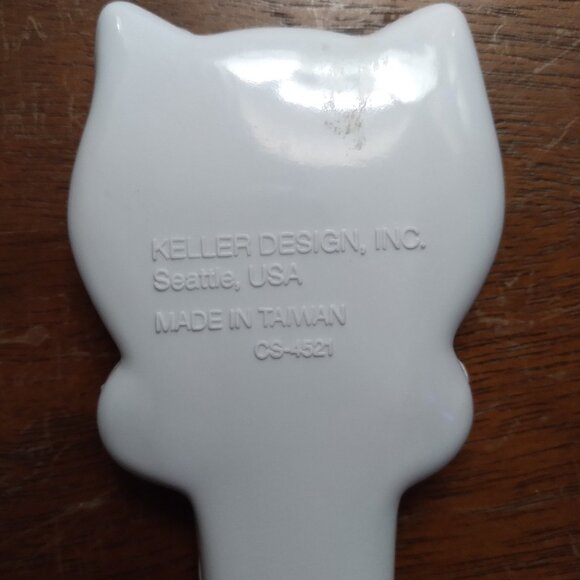 KELLER DESIGN, INC.
Seattle, USA
MADE IN TAIWAN
CS-4521